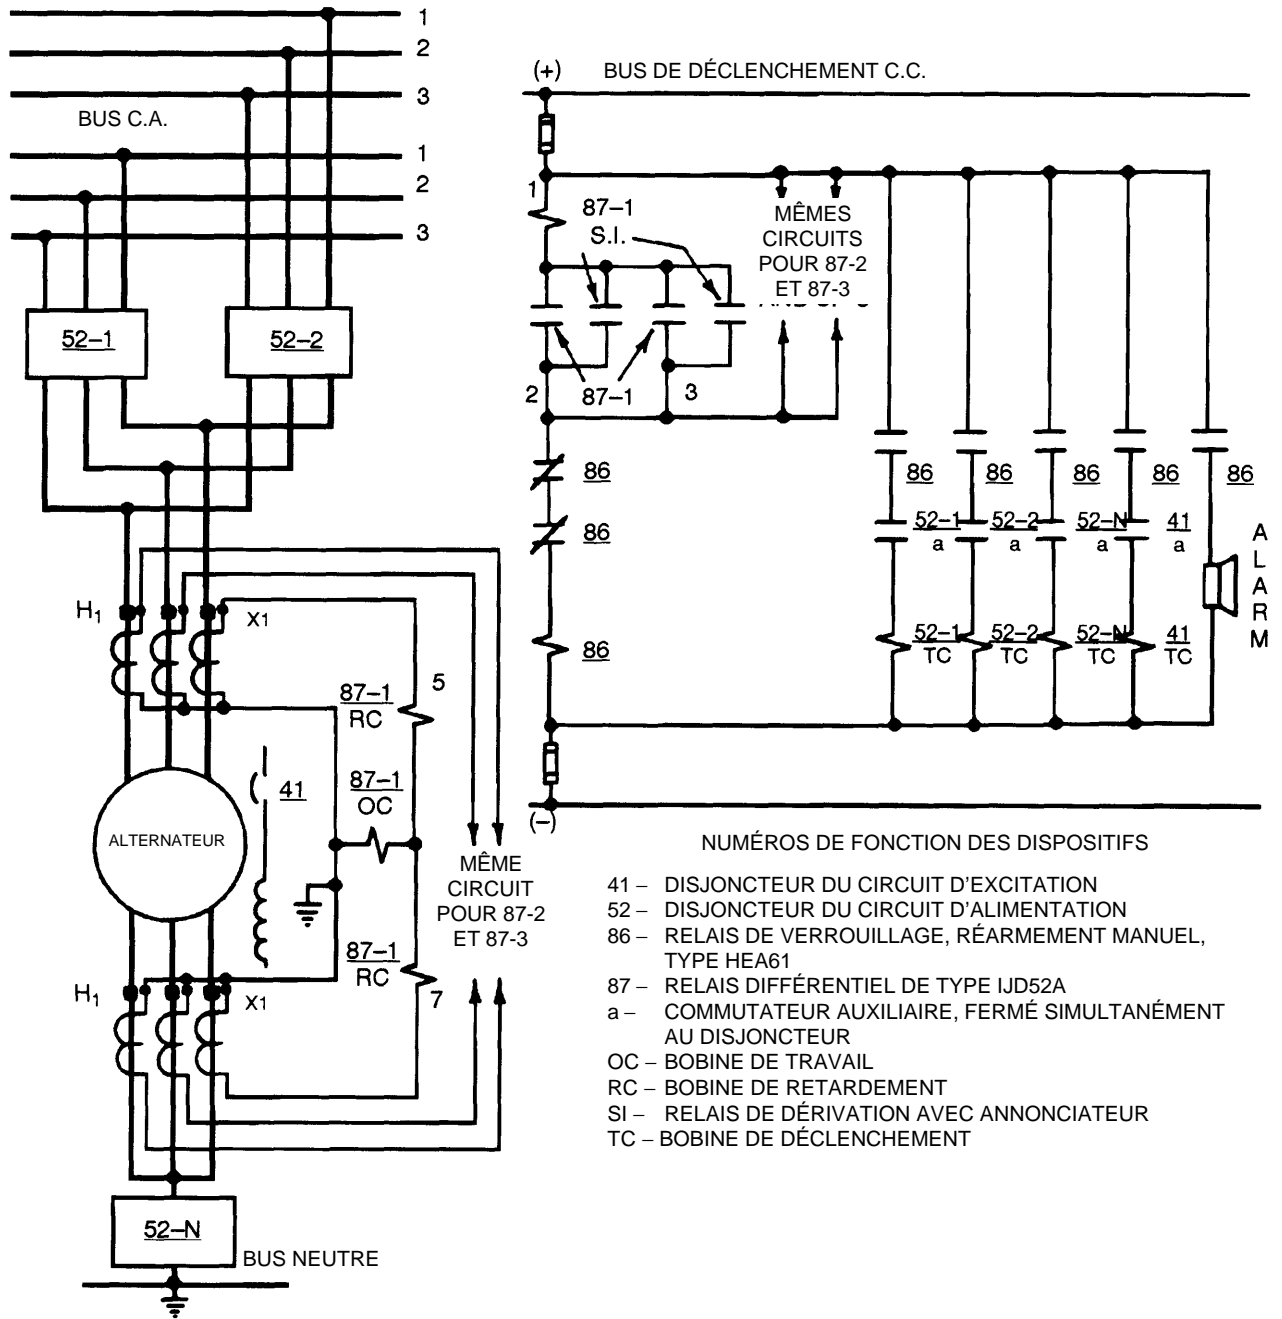 1
2
3
BUS C.A.
1
2
3
52-1
52-2
H1
X1
5
87-1
RC
87-1
OC
41
ALTERNATEUR
MÊME
CIRCUIT
POUR 87-2
ET 87-3
87-1
RC
7
H1
X1
52-N
BUS NEUTRE
(+)
BUS DE DÉCLENCHEMENT C.C.
1
87-1
S.I.
MÊMES
CIRCUITS
POUR 87-2
ET 87-3
2
87-1
3
86
86
86
86
86
86
86
86
52-1
a
52-2
a
52-N
a
41
a
ALARM
52-1
TC
52-2
TC
52-N
TC
41
TC
(–)
NUMÉROS DE FONCTION DES DISPOSITIFS
41 – DISJONCTEUR DU CIRCUIT D'EXCITATION
52 – DISJONCTEUR DU CIRCUIT D'ALIMENTATION
86 – RELAIS DE VERROUILLAGE, RÉARMEMENT MANUEL,
TYPE HEA61
87 – RELAIS DIFFÉRENTIEL DE TYPE IJD52A
a – COMMUTATEUR AUXILIAIRE, FERMÉ SIMULTANÉMENT
AU DISJONCTEUR
OC – BOBINE DE TRAVAIL
RC – BOBINE DE RETARDEMENT
SI – RELAIS DE DÉRIVATION AVEC ANNONCIATEUR
TC – BOBINE DE DÉCLENCHEMENT